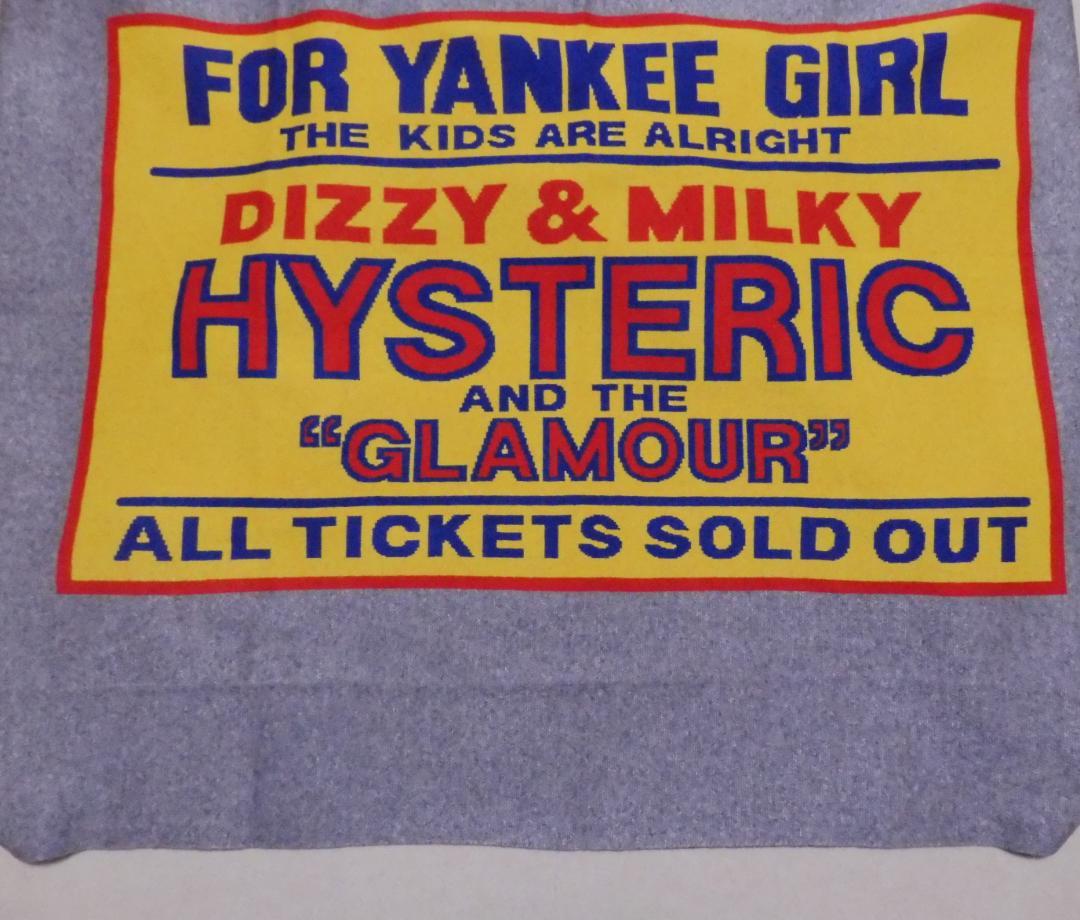 FOR YANKEE GIRL
THE KIDS ARE ALRIGHT
DIZZY & MILKY
HYSTERIC
AND THE
“GLAMOUR”
ALL TICKETS SOLD OUT